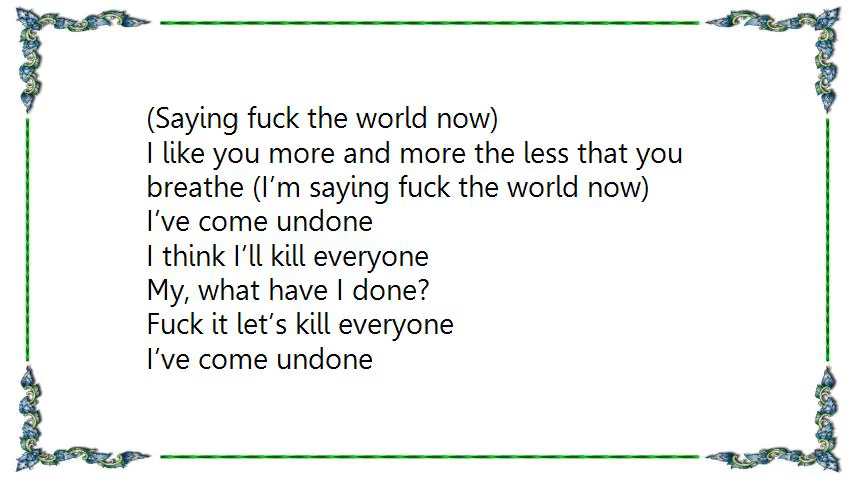 (Saying fuck the world now)
I like you more and more the less that you
breathe (I'm saying fuck the world now)
I've come undone
I think I'll kill everyone
My, what have I done?
Fuck it let's kill everyone
I've come undone